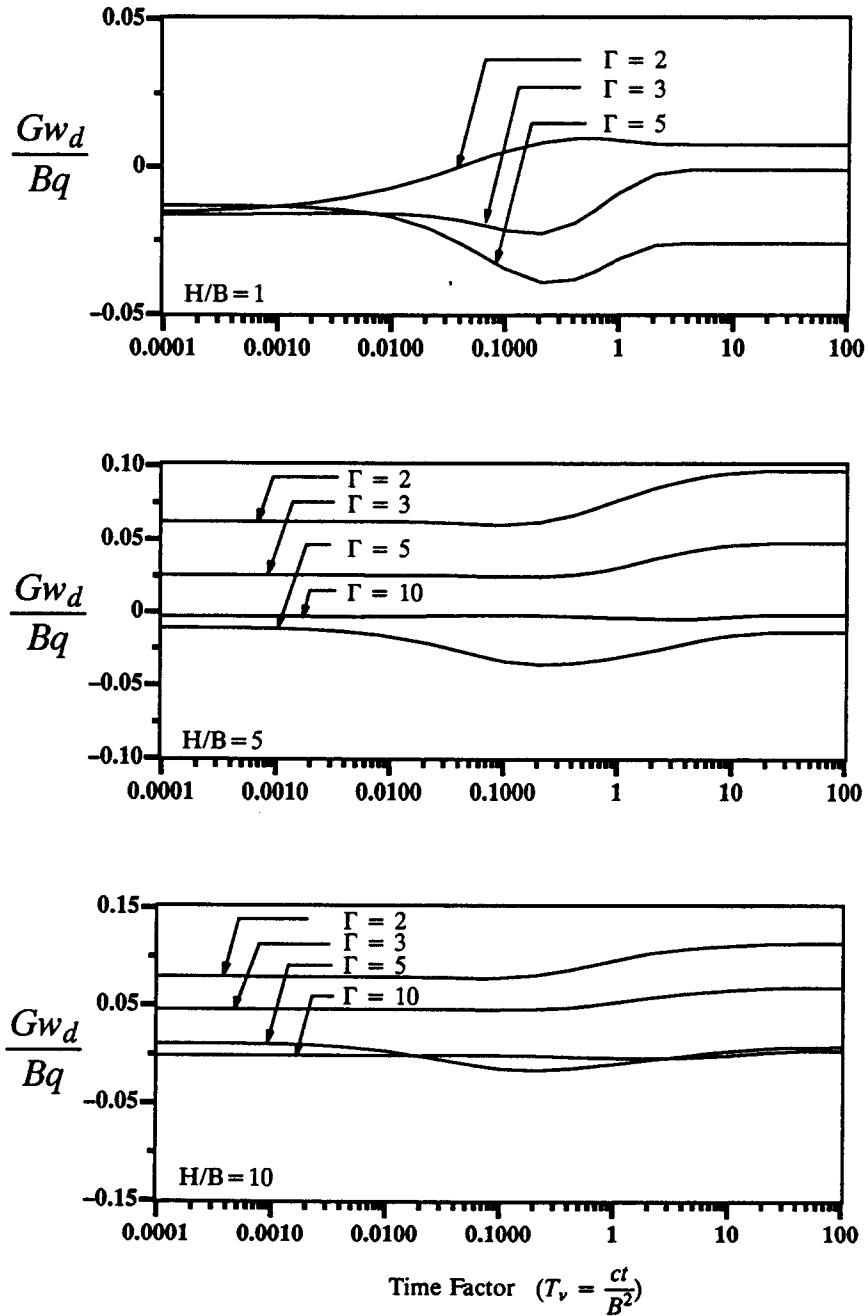 0.05
Γ = 2
Γ = 3
Γ = 5
Gw_d
Bq
0
H/B=1
−0.05
0.0001 0.0010 0.0100 0.1000 1 10 100
0.10
Γ = 2
Γ = 3
0.05
Γ = 5
Γ = 10
Gw_d
Bq
0
−0.05
H/B=5
−0.10
0.0001 0.0010 0.0100 0.1000 1 10 100
0.15
Γ = 2
Γ = 3
Γ = 5
0.05
Γ = 10
Gw_d
Bq
−0.05
H/B=10
−0.15
0.0001 0.0010 0.0100 0.1000 1 10 100
Time Factor (T_v = ct/B²)